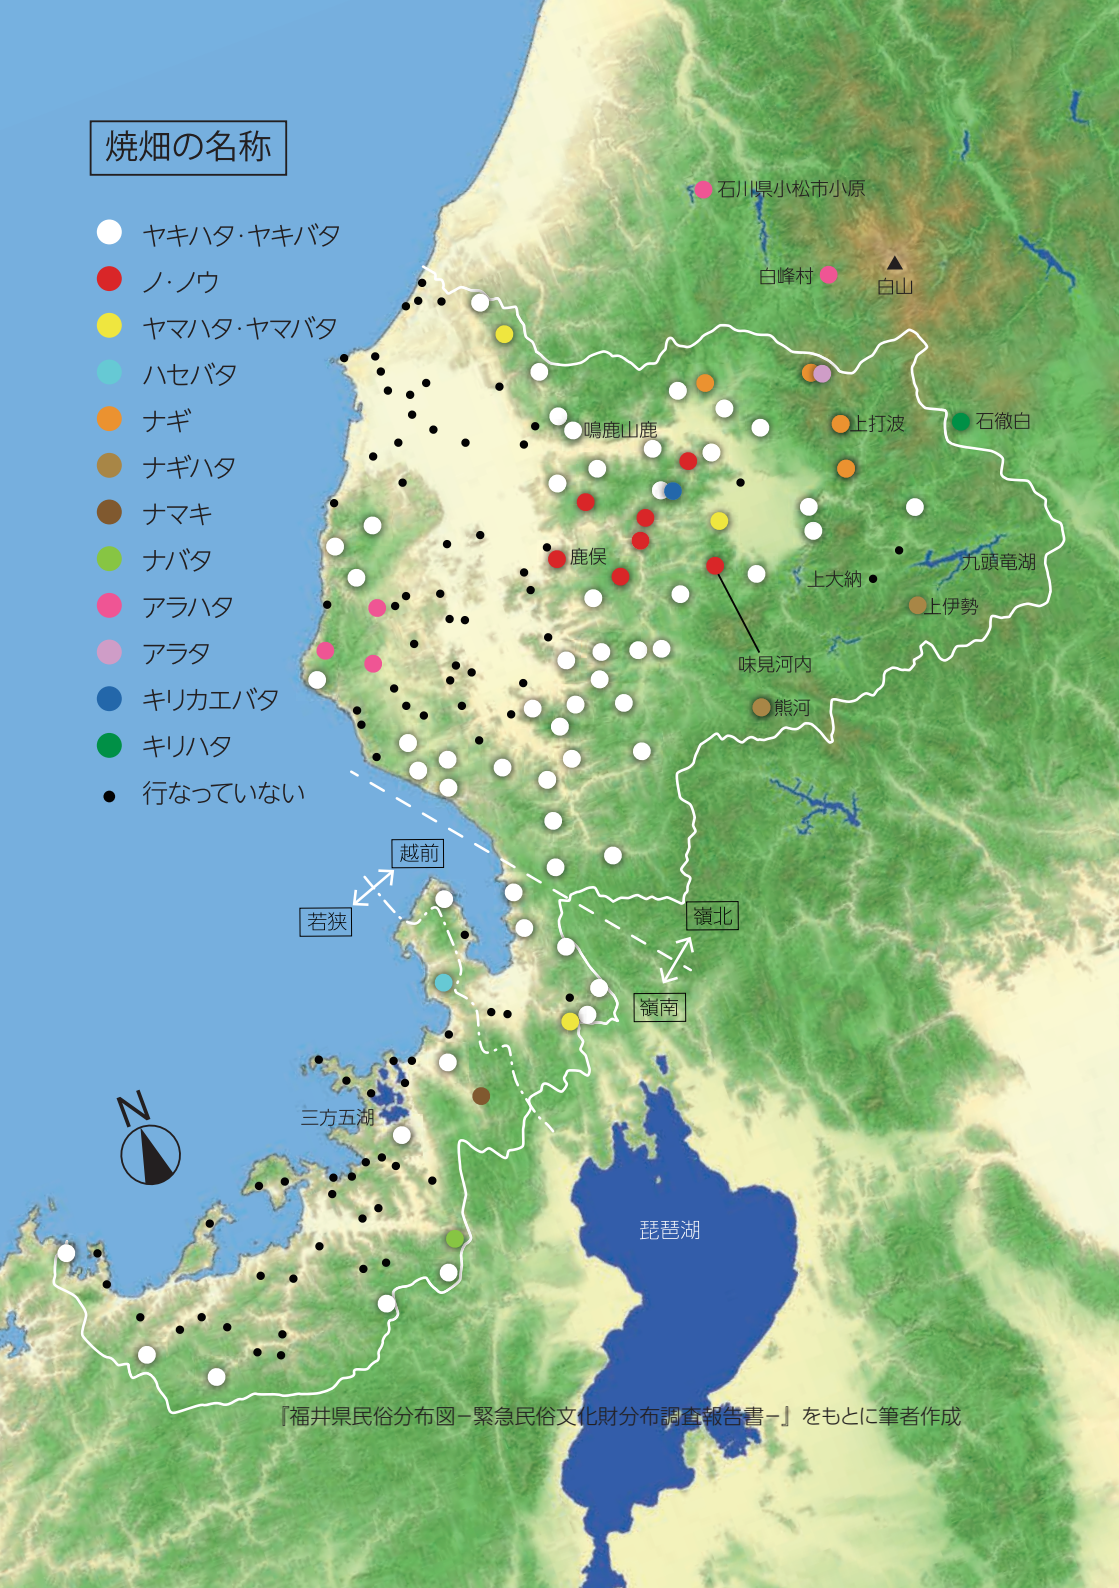 焼畑の名称
ヤキハタ・ヤキバタ
ノ・ノウ
ヤマハタ・ヤマバタ
ハセバタ
ナギ
ナギハタ
ナマキ
ナバタ
アラハタ
アラタ
キリカエバタ
キリハタ
行なっていない
石川県小松市小原
白峰村
白山
鳴鹿山鹿
上打波
石徹白
鹿俣
上大納
九頭竜湖
上伊勢
味見河内
熊河
越前
若狭
嶺北
嶺南
三方五湖
N
琵琶湖
『福井県民俗分布図−緊急民俗文化財分布調査報告書−』をもとに筆者作成